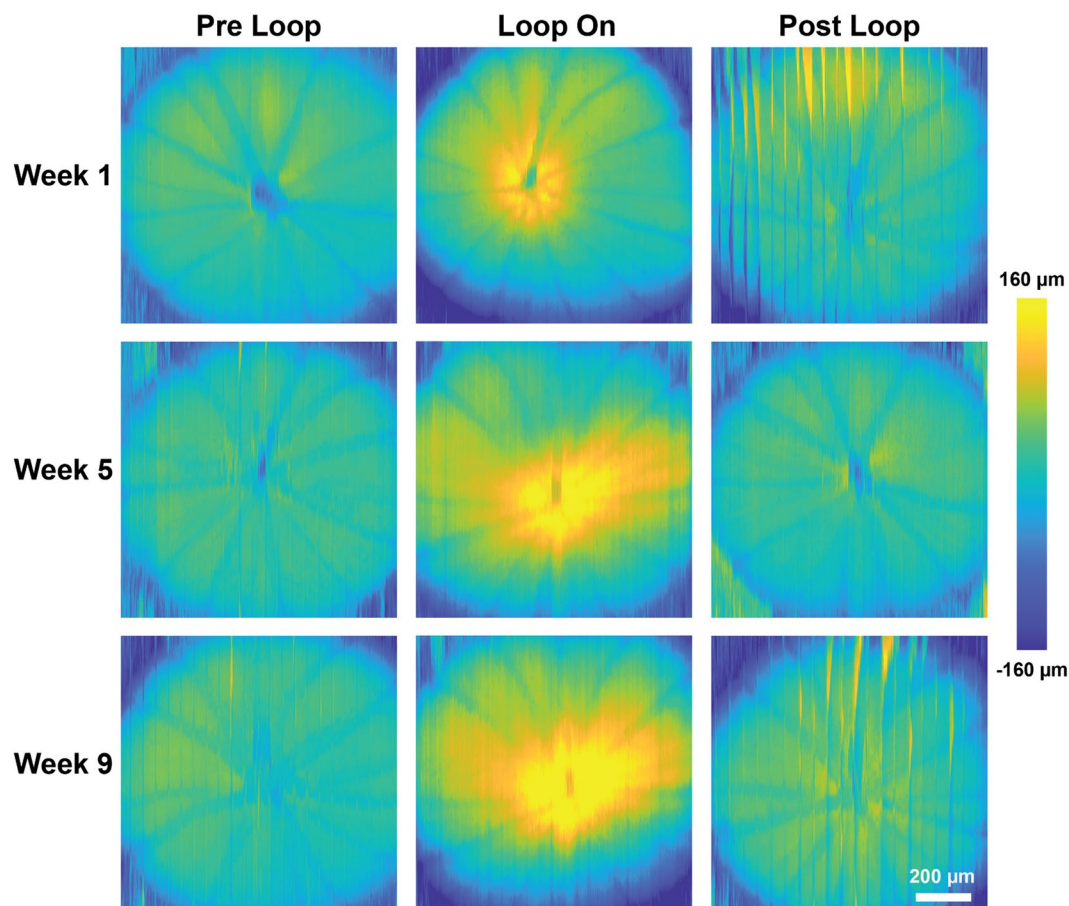 Pre Loop
Loop On
Post Loop
Week 1
160 µm
Week 5
-160 µm
Week 9
200 µm